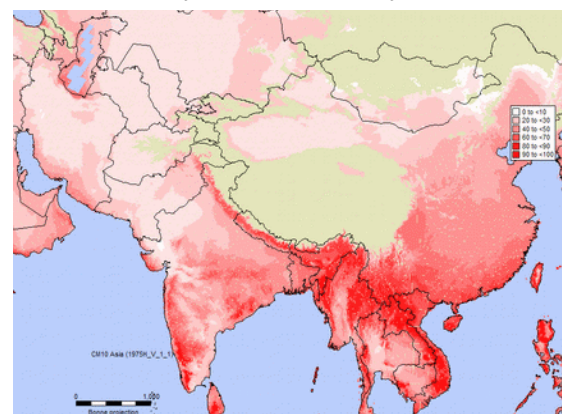 0 to <10
20 to <30
40 to <50
60 to <70
80 to <90
90 to <100
CM10 Asia (1975H_V_1_1)
0 1,000
Bonne projection